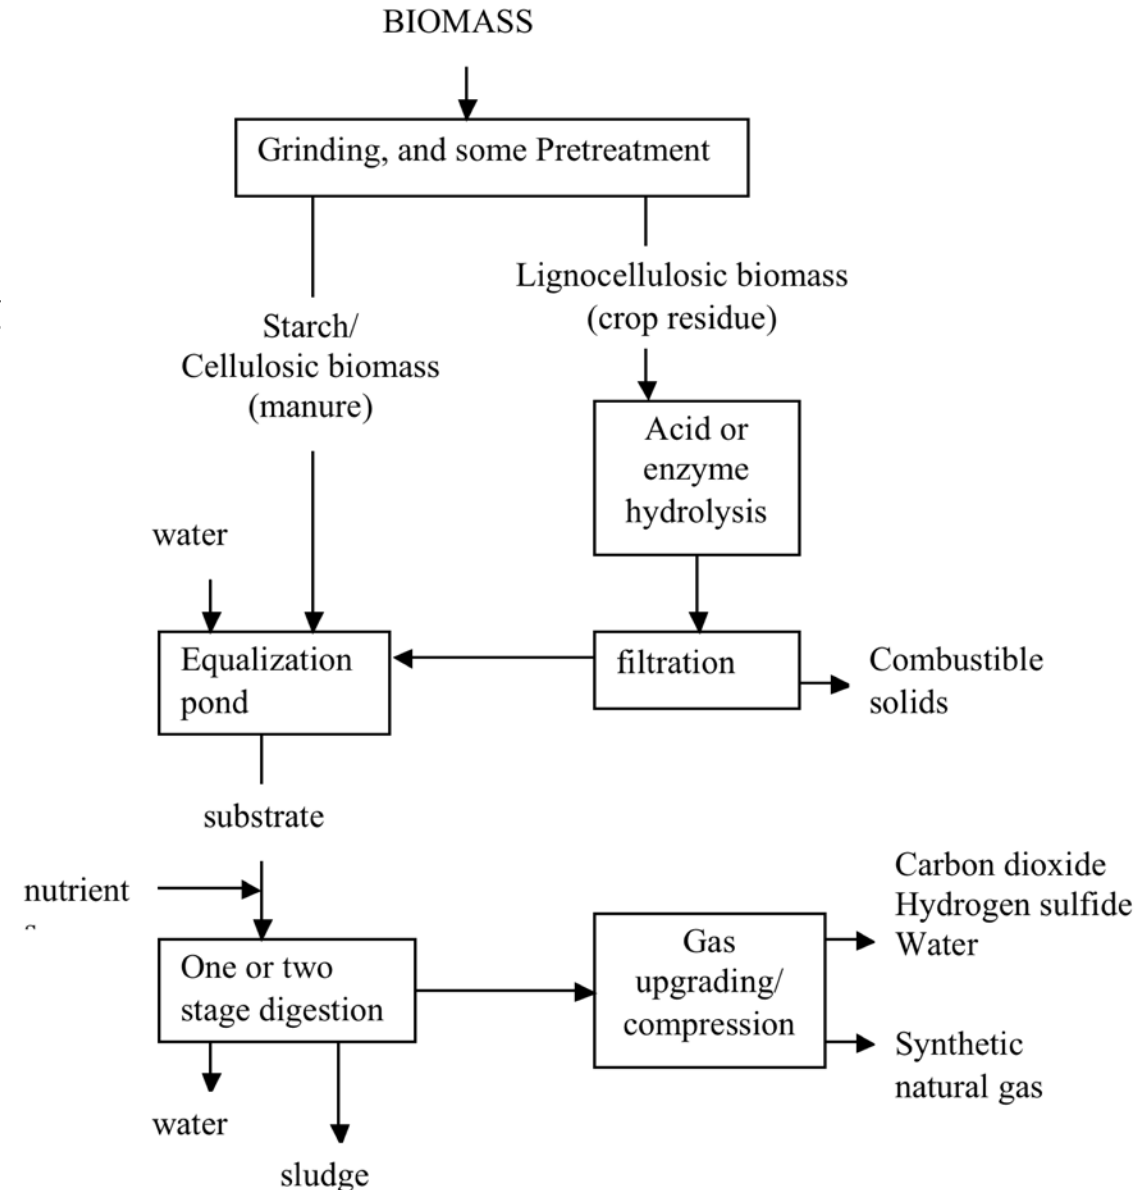 BIOMASS
Grinding, and some Pretreatment
Lignocellulosic biomass
(crop residue)
Starch/
Cellulosic biomass
(manure)
Acid or
enzyme
hydrolysis
water
Equalization
pond
filtration
Combustible
solids
substrate
nutrient
One or two
stage digestion
Gas
upgrading/
compression
Carbon dioxide
Hydrogen sulfide
Water
Synthetic
natural gas
water
sludge